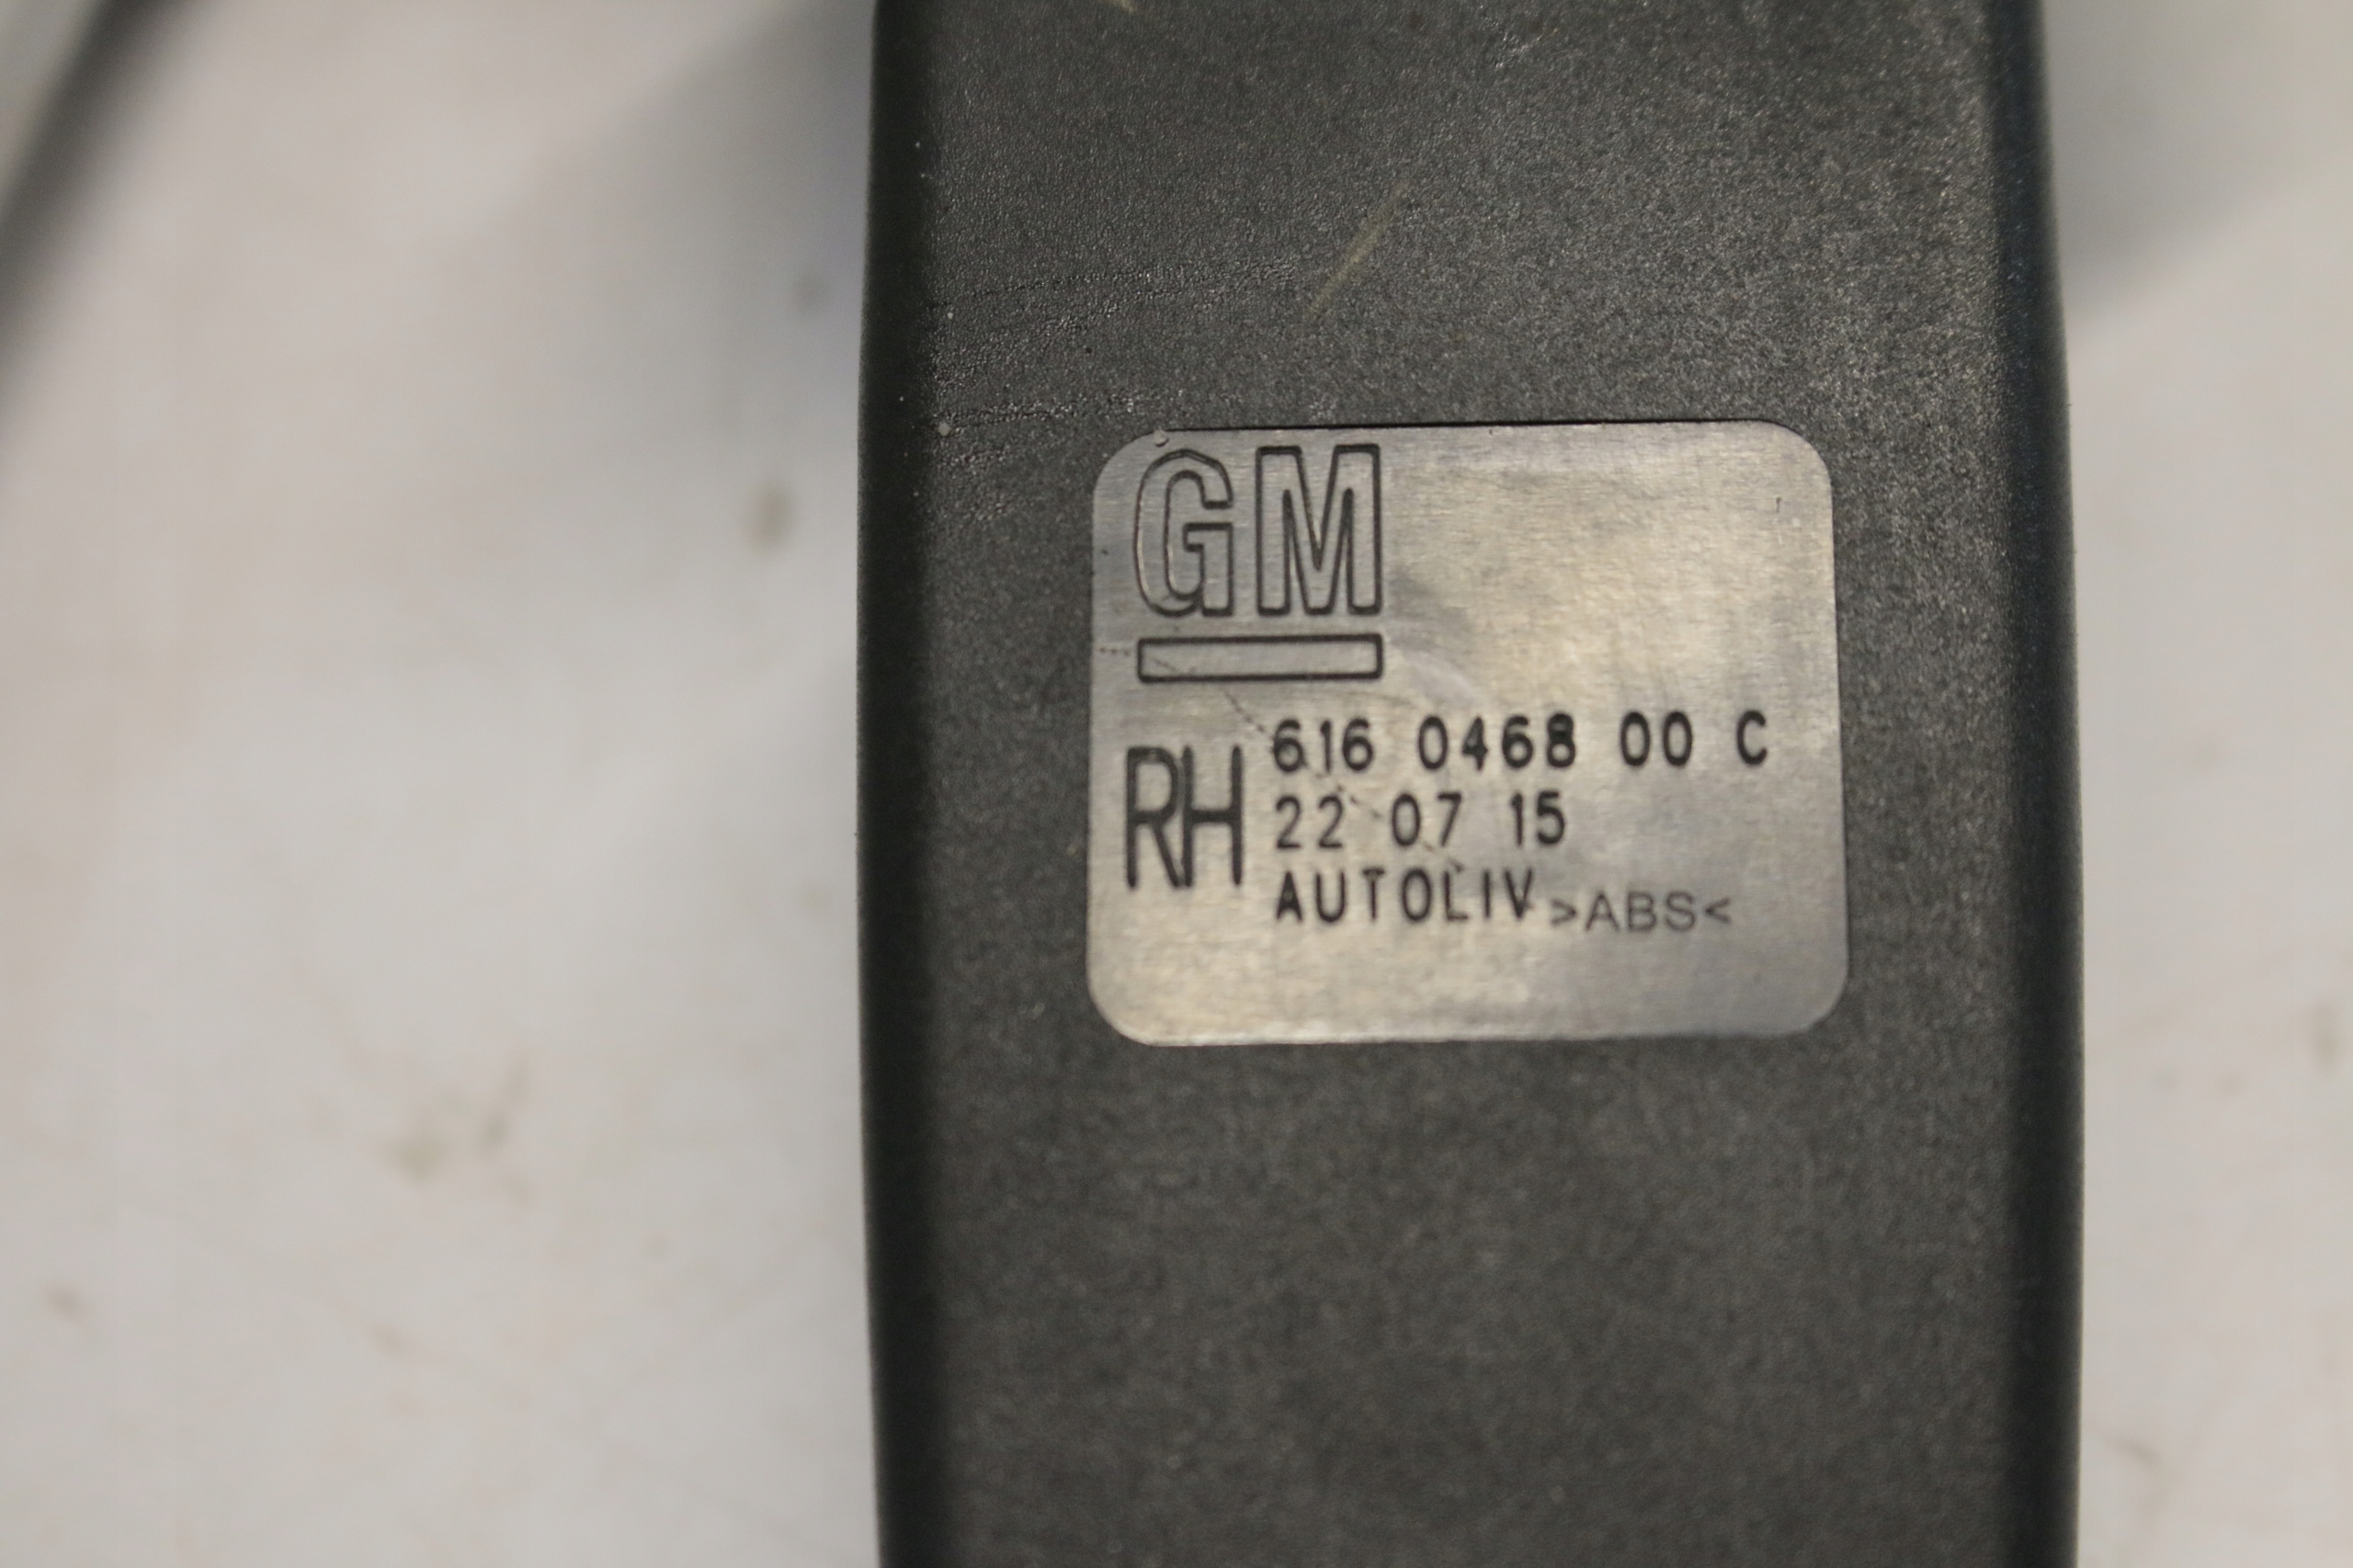 GM
RH
616 0468 00 C
22 07 15
AUTOLIV >ABS<